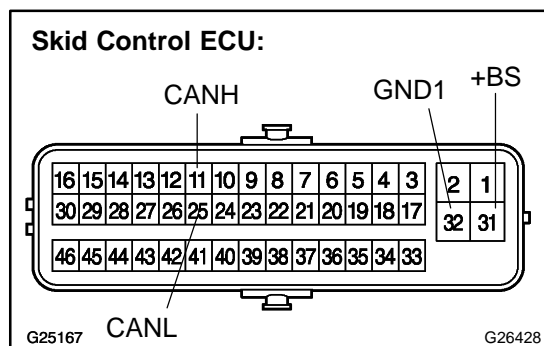 Skid Control ECU:
CANH
GND1
+BS
16 15 14 13 12 11 10 9 8 7 6 5 4 3
2 1
30 29 28 27 26 25 24 23 22 21 20 19 18 17
32 31
46 45 44 43 42 41 40 39 38 37 36 35 34 33
CANL
G25167
G26428